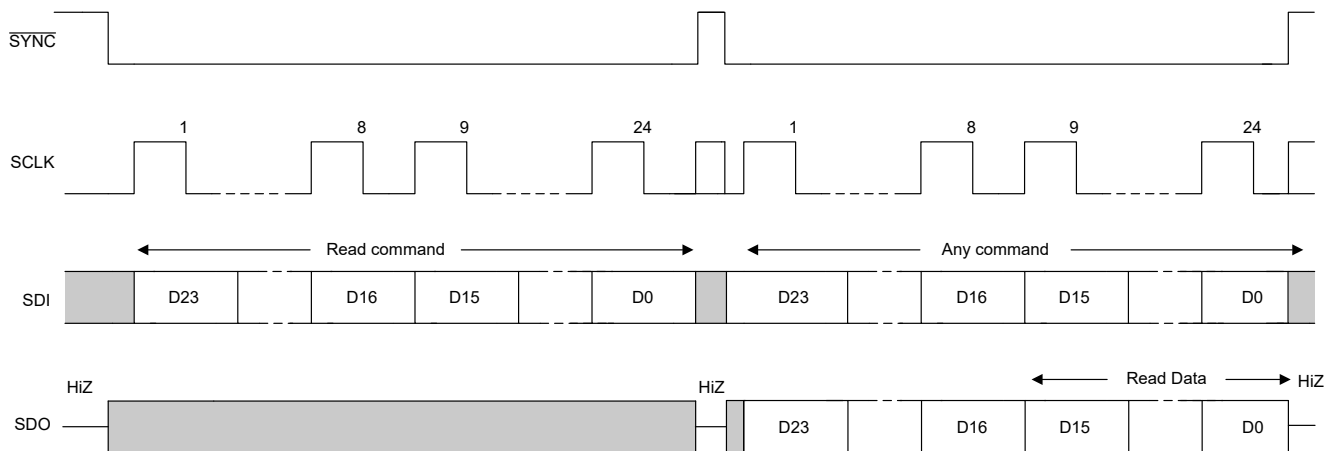 SYNC
1 8 9 24 1 8 9 24
SCLK
Read command Any command
SDI D23 D16 D15 D0 D23 D16 D15 D0
HiZ HiZ Read Data HiZ
SDO D23 D16 D15 D0